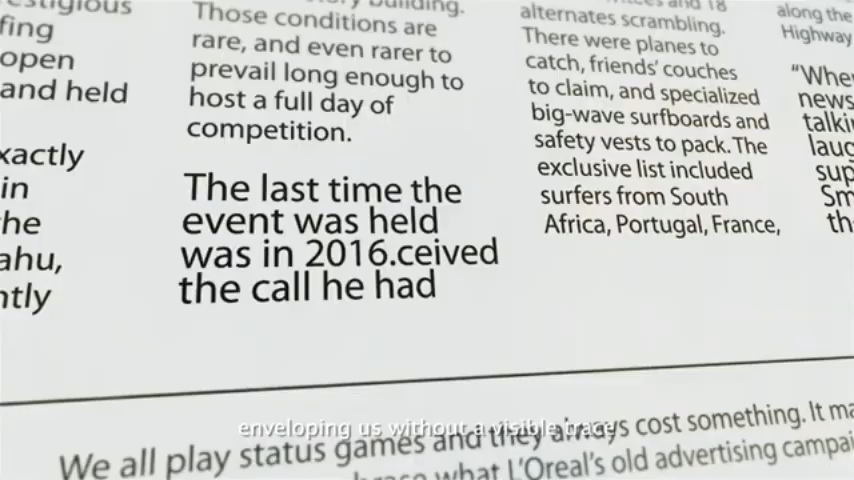 fing
open
and held
xactly
in
he
ahu,
ntly
Those conditions are
rare, and even rarer to
prevail long enough to
host a full day of
competition.
The last time the
event was held
was in 2016.ceived
the call he had
alternates scrambling.
There were planes to
catch, friends' couches
to claim, and specialized
big-wave surfboards and
safety vests to pack. The
exclusive list included
surfers from South
Africa, Portugal, France,
along the
Highway
"Whe
news
talki
laug
sup
Sm
th
enveloping us without a visible trace
We all play status games and they always cost something. It ma
what L'Oreal's old advertising campai